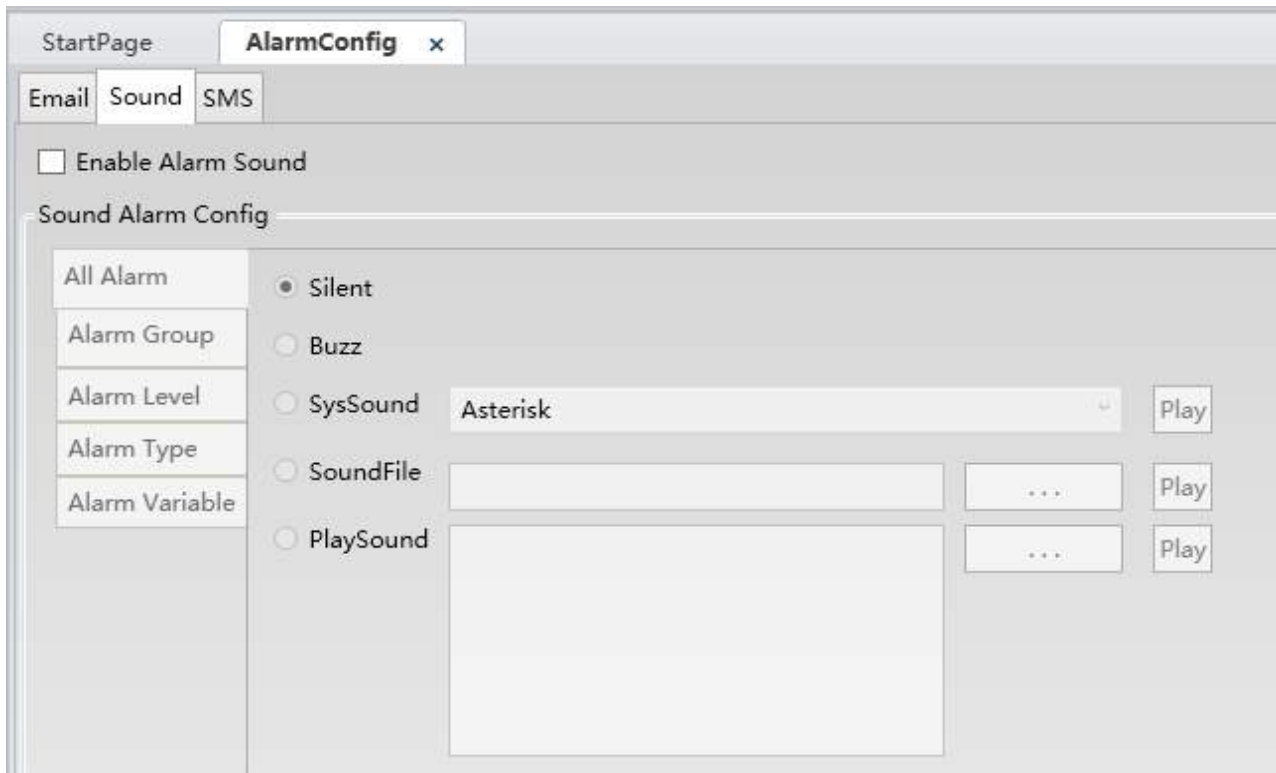 StartPage AlarmConfig x
Email Sound SMS
Enable Alarm Sound
Sound Alarm Config
All Alarm
Alarm Group
Alarm Level
Alarm Type
Alarm Variable
Silent
Buzz
SysSound Asterisk Play
SoundFile ... Play
PlaySound ... Play